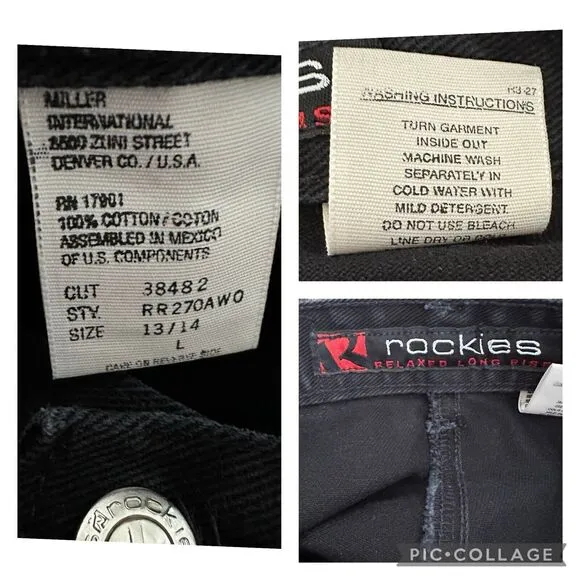 MILLER
INTERNATIONAL
8500 ZUNI STREET
DENVER CO. / U.S.A.
RN 17901
100% COTTON / COTON
ASSEMBLED IN MEXICO
OF U.S. COMPONENTS
CUT 38482
STY. RR270AWO
SIZE 13/14
L
CARE ON REVERSE SIDE
rockies
S
R3-27
WASHING INSTRUCTIONS
TURN GARMENT
INSIDE OUT
MACHINE WASH
SEPARATELY IN
COLD WATER WITH
MILD DETERGENT.
DO NOT USE BLEACH
LINE DRY OR
rockies
RELAXED LONG RISE
PIC•COLLAGE